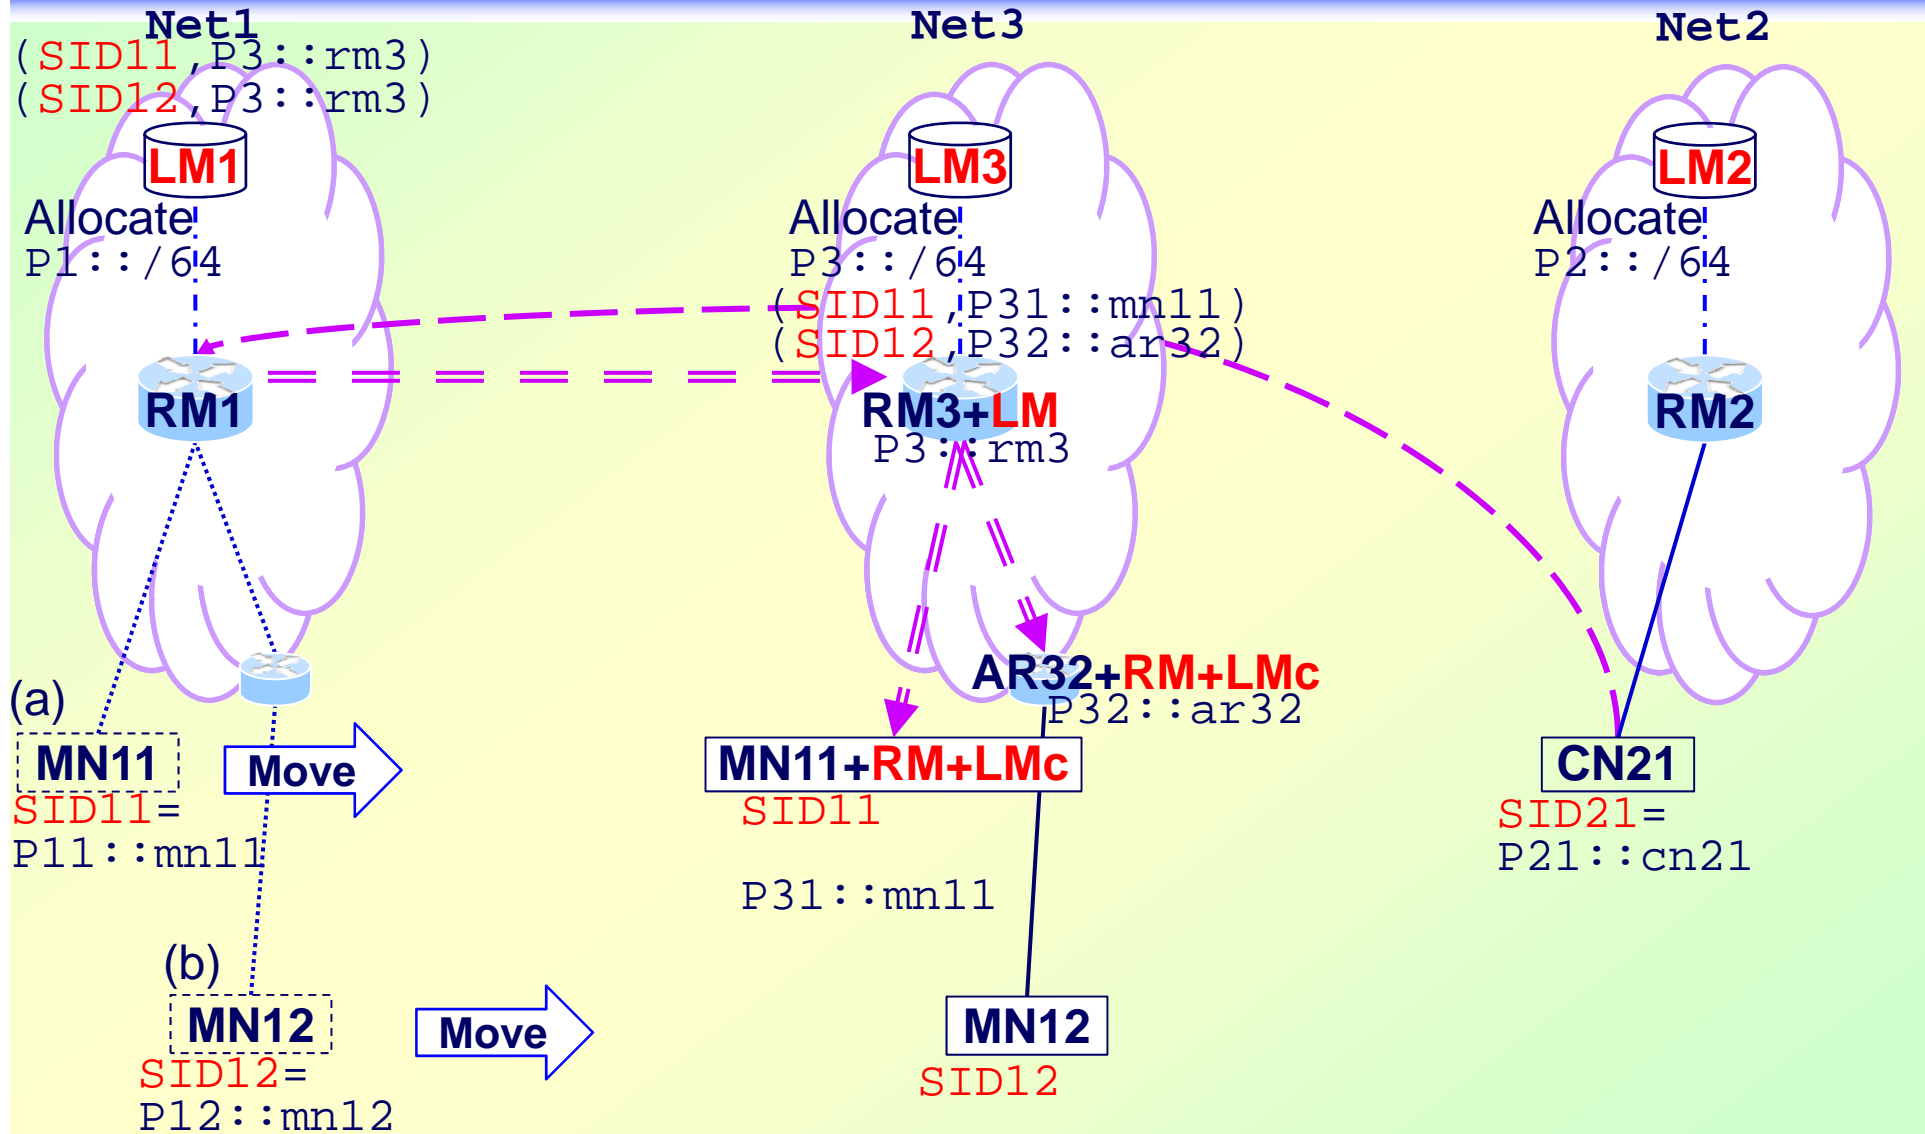 Net1
(SID11,P3::rm3)
(SID12,P3::rm3)
LM1
Allocate
P1::/64
RM1
(a)
MN11
SID11=
P11::mn11
Move
(b)
MN12
SID12=
P12::mn12
Move
Net3
LM3
Allocate
P3::/64
(SID11,P31::mn11)
(SID12,P32::ar32)
RM3+LM
P3::rm3
AR32+RM+LMc
P32::ar32
MN11+RM+LMc
SID11
P31::mn11
MN12
SID12
Net2
LM2
Allocate
P2::/64
RM2
CN21
SID21=
P21::cn21